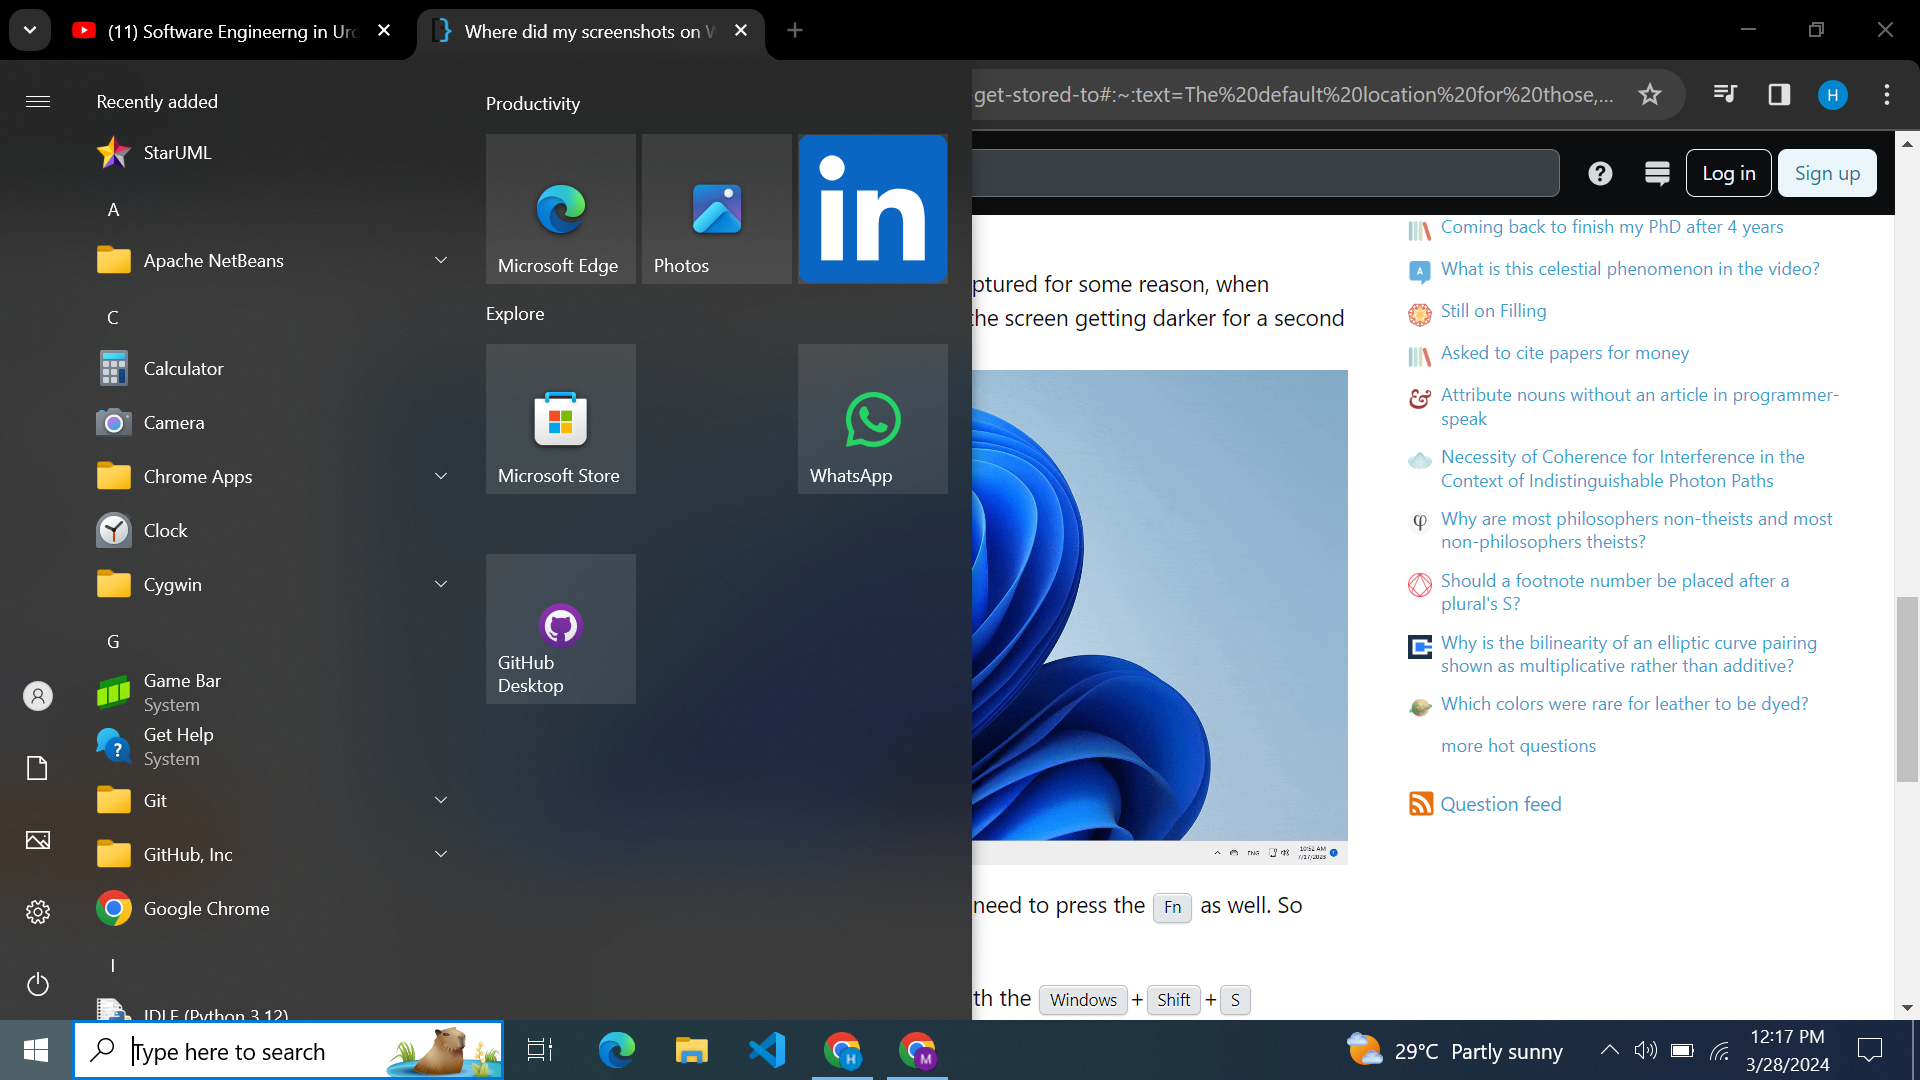 (11) Software Engineerng in Urd
Where did my screenshots on W
get-stored-to#:~:text=The%20default%20location%20for%20those,...
H
Recently added
StarUML
A
Apache NetBeans
C
Calculator
Camera
Chrome Apps
Clock
Cygwin
G
Game Bar
System
Get Help
System
Git
GitHub, Inc
Google Chrome
I
IDLE (Python 3.12)
Productivity
Microsoft Edge
Photos
in
Explore
Microsoft Store
WhatsApp
GitHub
Desktop
Log in
Sign up
ptured for some reason, when
the screen getting darker for a second
ENG
10:52 AM
7/17/2023
need to press the Fn as well. So
th the Windows + Shift + S
Coming back to finish my PhD after 4 years
What is this celestial phenomenon in the video?
Still on Filling
Asked to cite papers for money
Attribute nouns without an article in programmer-
speak
Necessity of Coherence for Interference in the
Context of Indistinguishable Photon Paths
Why are most philosophers non-theists and most
non-philosophers theists?
Should a footnote number be placed after a
plural's S?
Why is the bilinearity of an elliptic curve pairing
shown as multiplicative rather than additive?
Which colors were rare for leather to be dyed?
more hot questions
Question feed
Type here to search
H
M
29°C Partly sunny
12:17 PM
3/28/2024